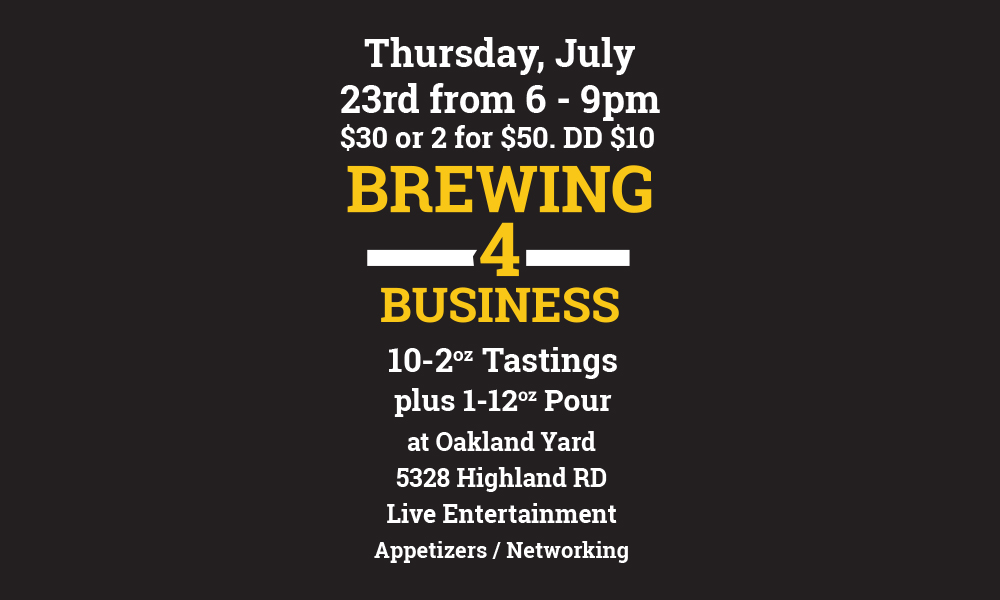 Thursday, July
23rd from 6 - 9pm
$30 or 2 for $50. DD $10
BREWING
4
BUSINESS
10-2oz Tastings
plus 1-12oz Pour
at Oakland Yard
5328 Highland RD
Live Entertainment
Appetizers / Networking